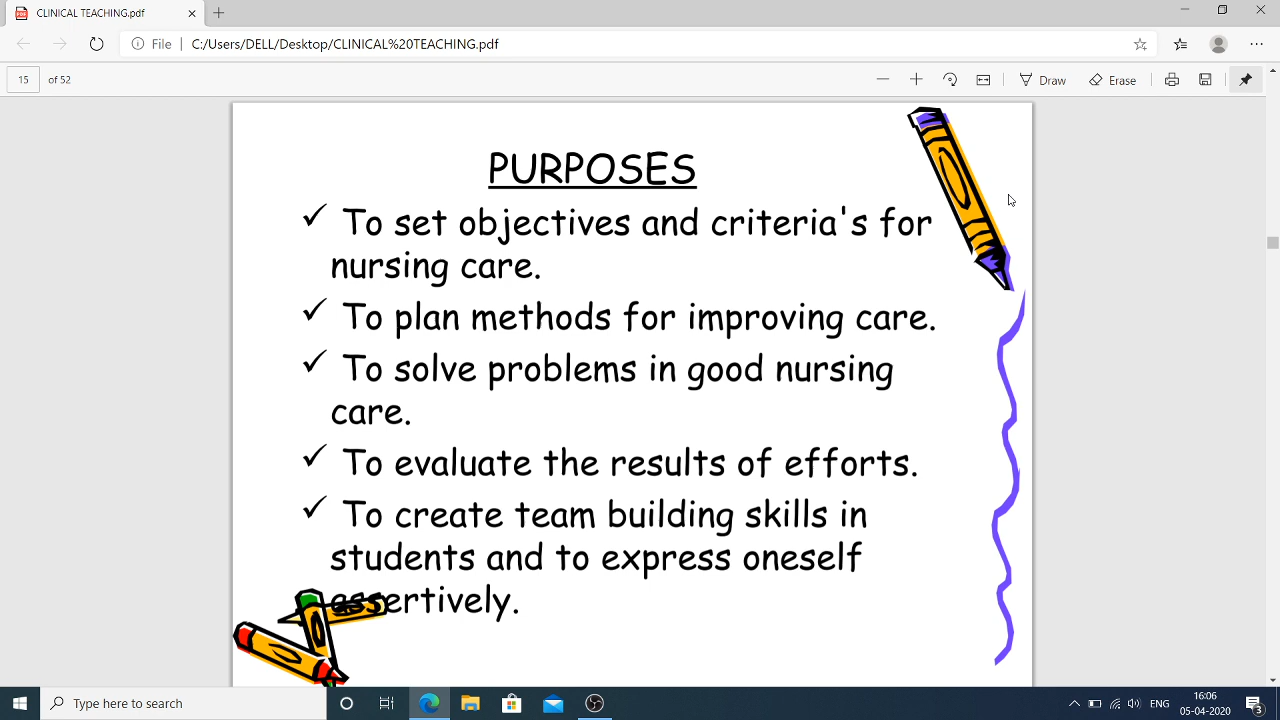 CLINICAL TEACHING.pdf
File C:/Users/DELL/Desktop/CLINICAL%20TEACHING.pdf
15 of 52 Draw Erase
PURPOSES
To set objectives and criteria's for
nursing care.
To plan methods for improving care.
To solve problems in good nursing
care.
To evaluate the results of efforts.
To create team building skills in
students and to express oneself
assertively.
Type here to search
ENG
16:06
05-04-2020
3